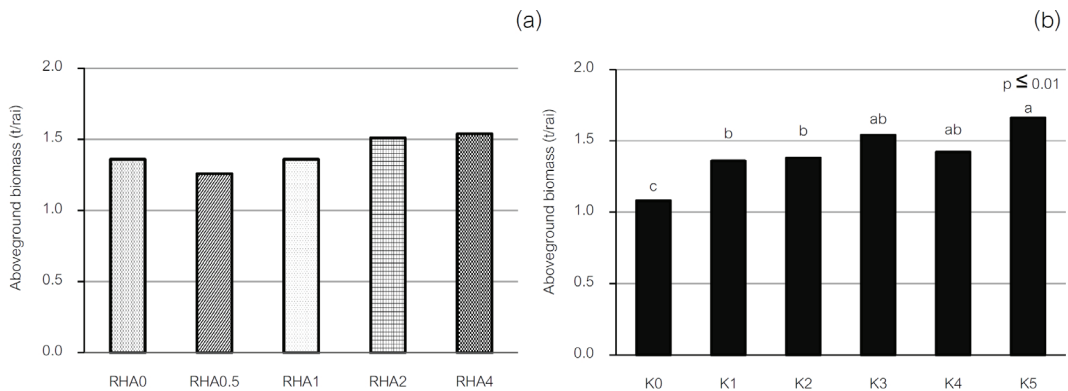 (a)
Aboveground biomass (t/rai)
2.0
1.5
1.0
0.5
0.0
RHA0 RHA0.5 RHA1 RHA2 RHA4
(b)
Aboveground biomass (t/rai)
2.0
1.5
1.0
0.5
0.0
p ≤ 0.01
c b b ab ab a
K0 K1 K2 K3 K4 K5